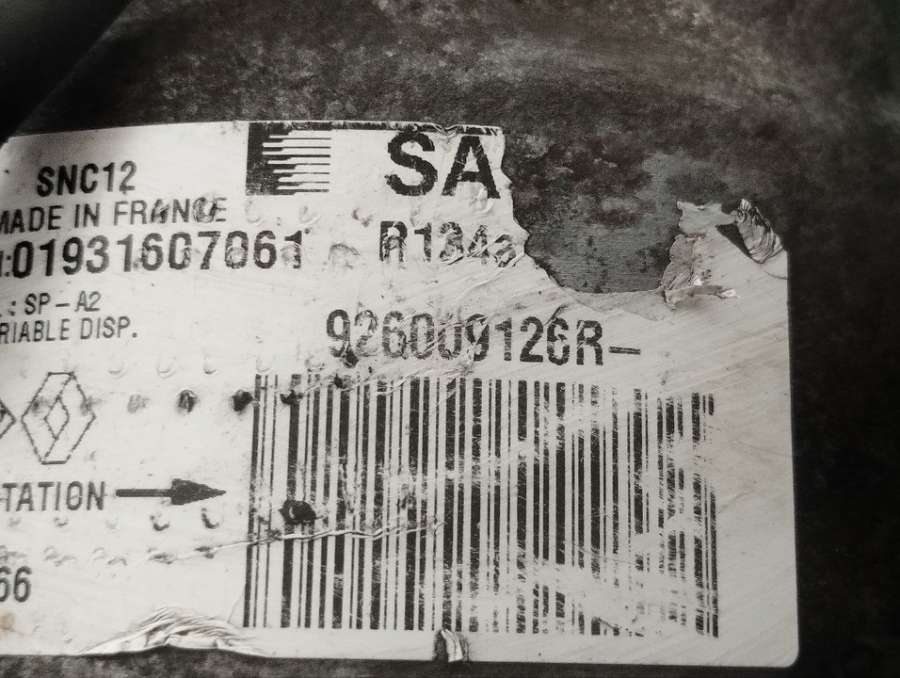 SNC12
SA
MADE IN FRANCE
:01931607061
R134a
: SP-A2
RIABLE DISP.
926009126R-
TATION
66